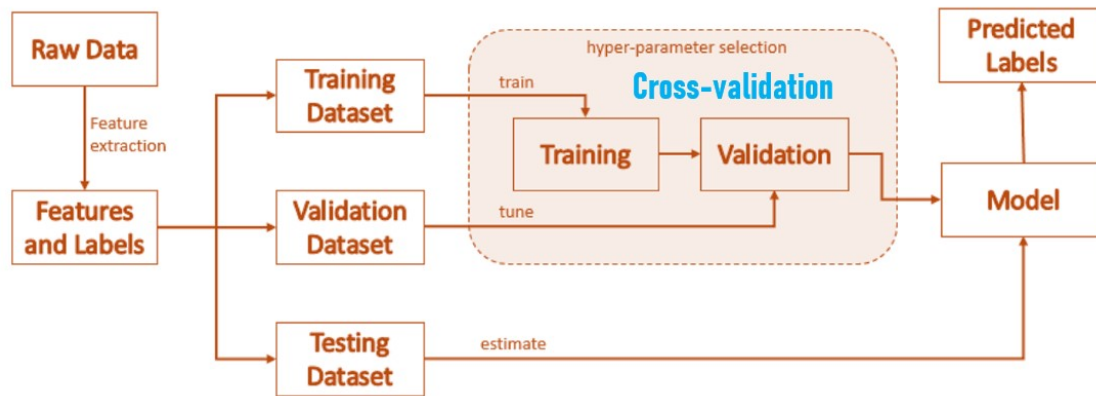 Raw Data
Feature
extraction
Features
and Labels
Training
Dataset
Validation
Dataset
Testing
Dataset
hyper-parameter selection
Cross-validation
train
Training
Validation
tune
estimate
Predicted
Labels
Model